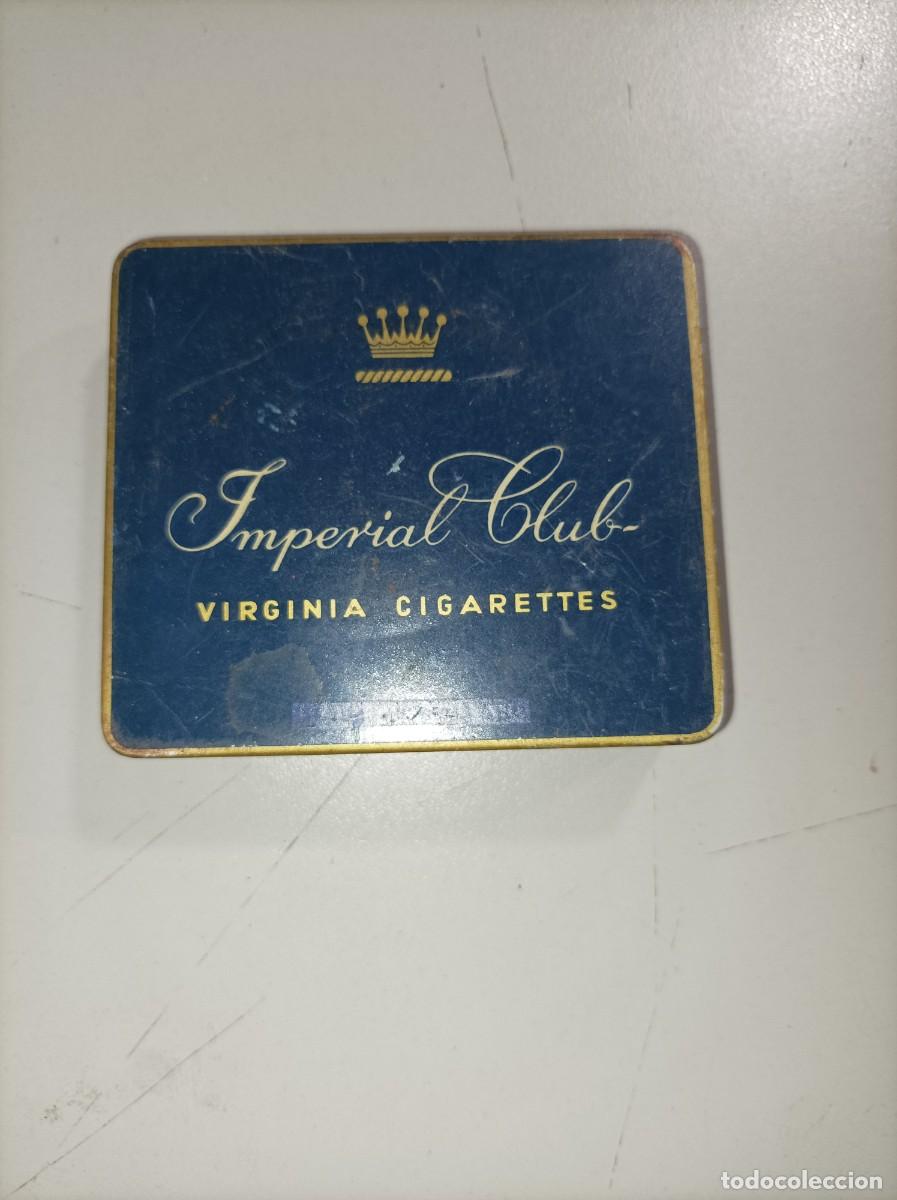 Imperial Club-
VIRGINIA CIGARETTES
todocoleccion